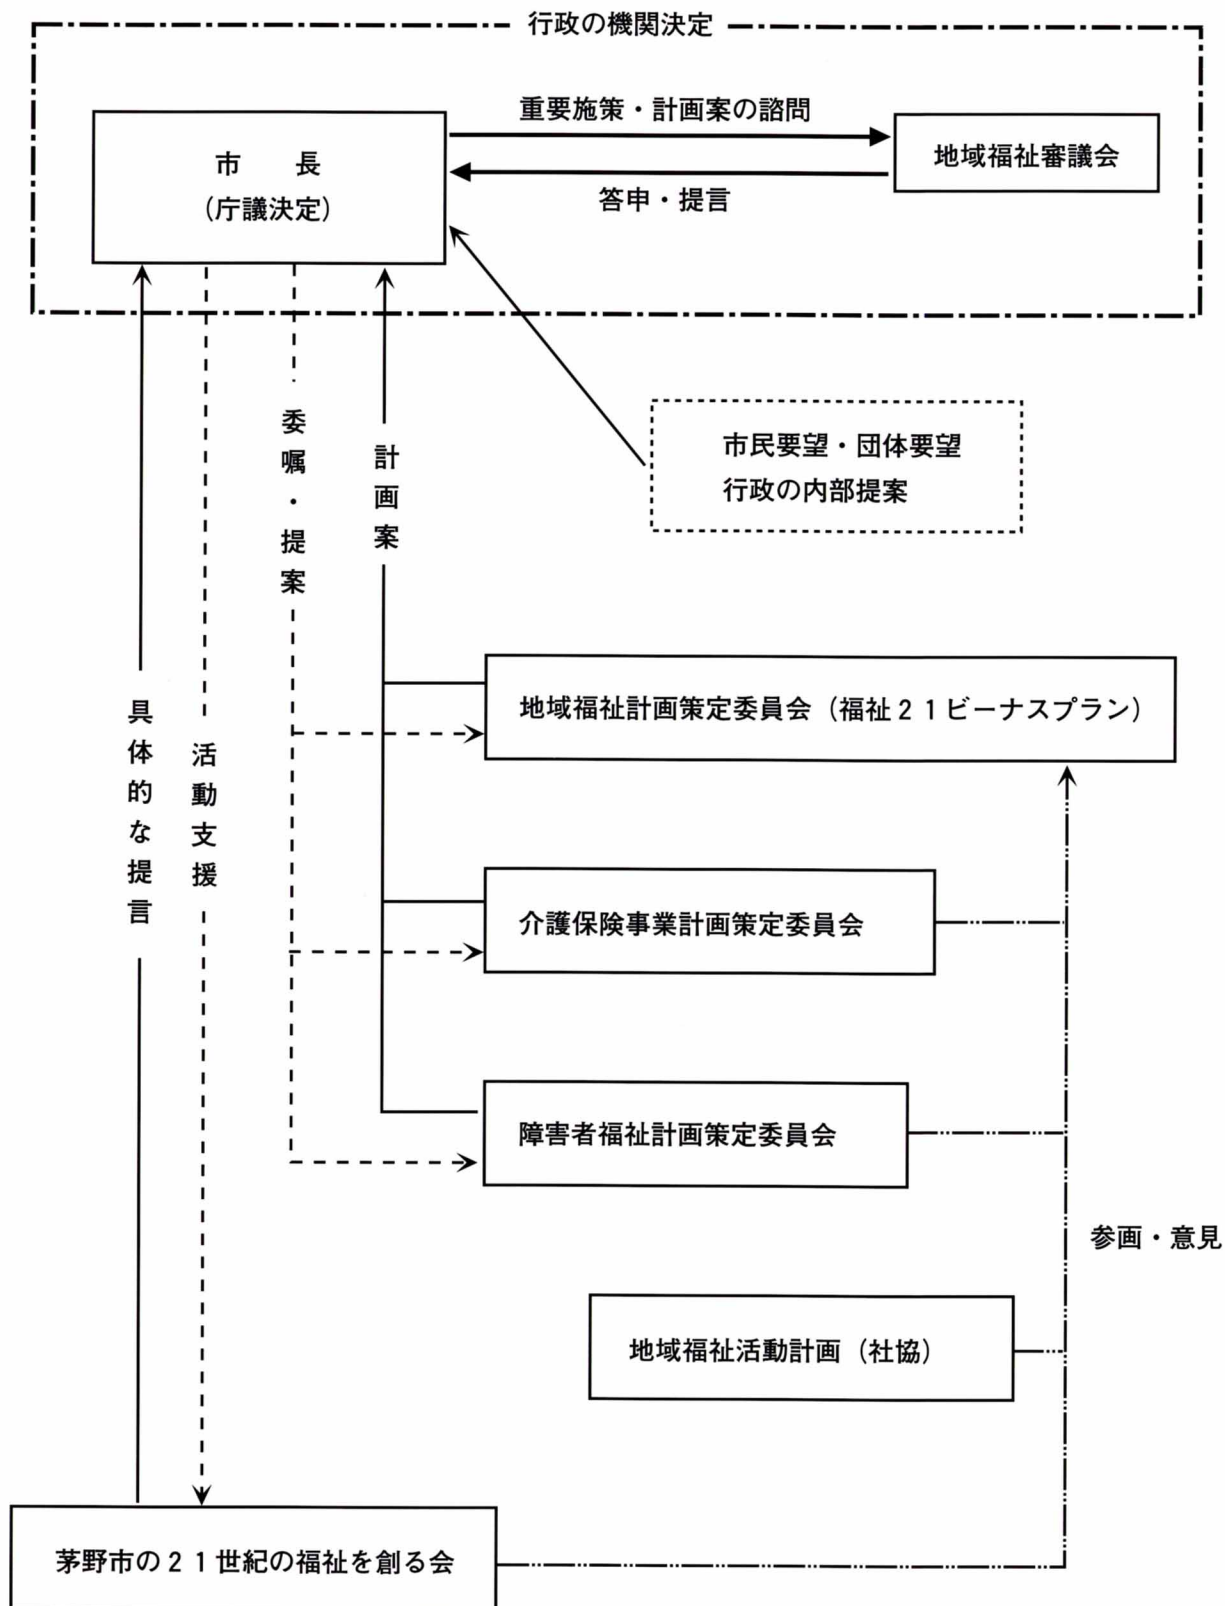 行政の機関決定
重要施策・計画案の諮問
市　　長
(庁議決定)
地域福祉審議会
答申・提言
市民要望・団体要望
行政の内部提案
委嘱・提案
計画案
具体的な提言
活動支援
地域福祉計画策定委員会（福祉２１ビーナスプラン）
介護保険事業計画策定委員会
障害者福祉計画策定委員会
参画・意見
地域福祉活動計画（社協）
茅野市の２１世紀の福祉を創る会